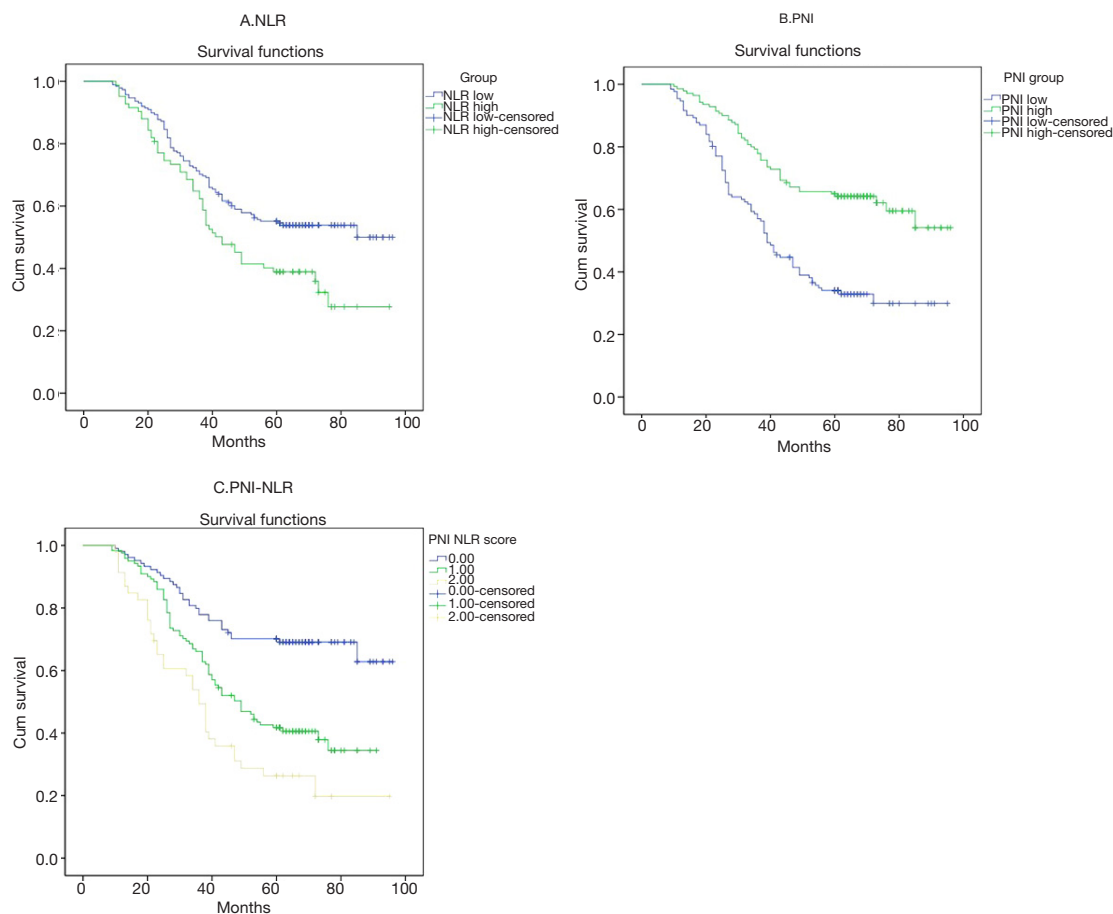 A.NLR
Survival functions
Group
NLR low
NLR high
NLR low-censored
NLR high-censored
1.0
0.8
0.6
0.4
0.2
0.0
Cum survival
0 20 40 60 80 100
Months
B.PNI
Survival functions
PNI group
PNI low
PNI high
PNI low-censored
PNI high-censored
1.0
0.8
0.6
0.4
0.2
0.0
Cum survival
0 20 40 60 80 100
Months
C.PNI-NLR
Survival functions
PNI NLR score
0.00
1.00
2.00
0.00-censored
1.00-censored
2.00-censored
1.0
0.8
0.6
0.4
0.2
0.0
Cum survival
0 20 40 60 80 100
Months